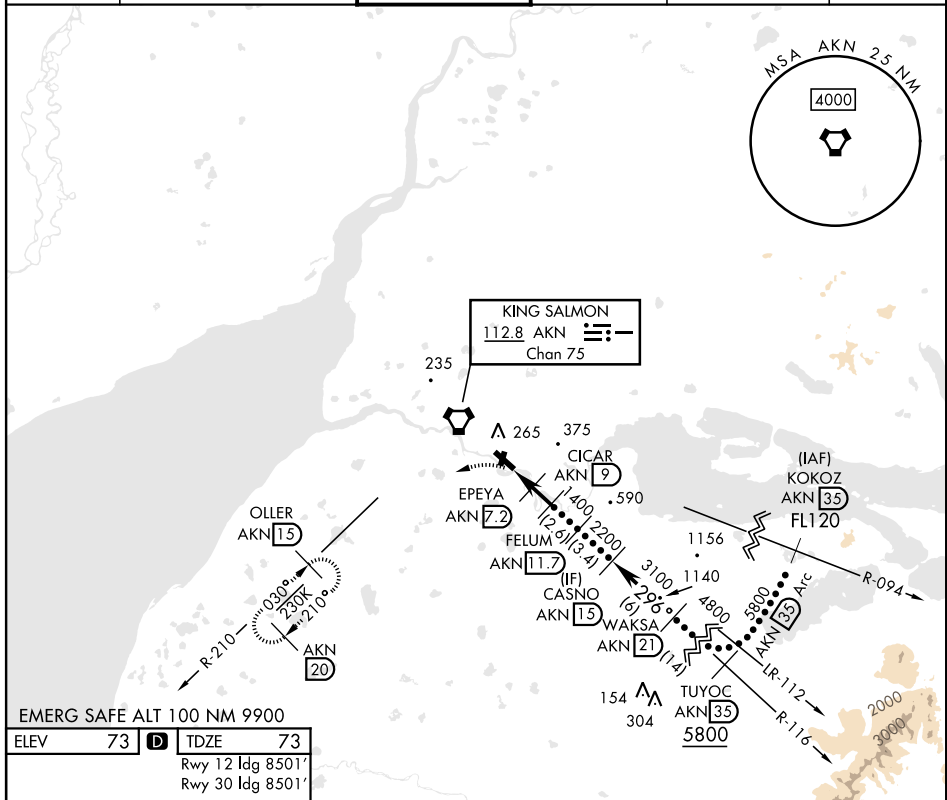 MSA AKN 25 NM
4000
KING SALMON
112.8 AKN
Chan 75
235
265
375
CICAR
AKN 9
590
EPEYA
AKN 7.2
1400
(2.6)
FELUM
AKN 11.7
2200
(3.4)
(IF)
CASNO
AKN 15
(IAF)
KOKOZ
AKN 35
FL120
R-094
1156
1140
3100
296°
(6)
WAKSA
AKN 21
4800
(14)
5800
AKN 35 Arc
LR-112
R-116
TUYOC
AKN 35
5800
154
304
2000
3000
OLLER
AKN 15
030°
230K
210°
R-210
AKN
20
EMERG SAFE ALT 100 NM 9900
ELEV 73 D TDZE 73
Rwy 12 ldg 8501'
Rwy 30 ldg 8501'